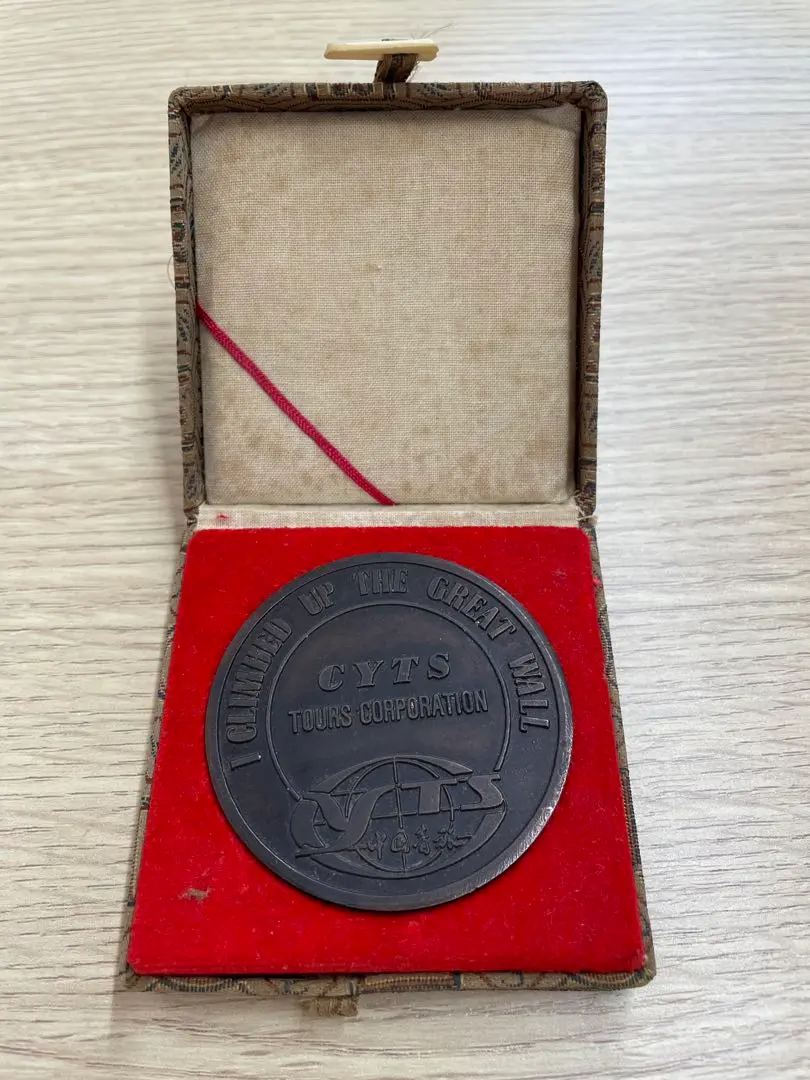 I CLIMBED UP THE GREAT WALL
CYTS
TOURS CORPORATION
CYTS
中国青旅